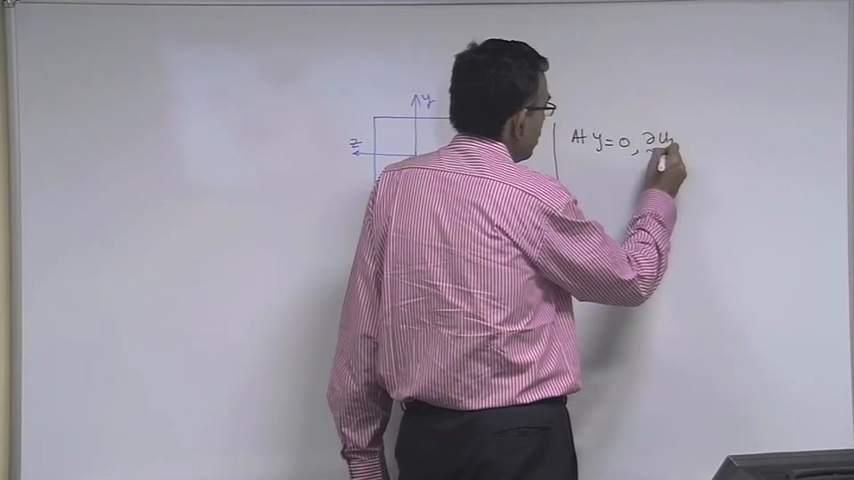 y
z
At y = 0, ∂u